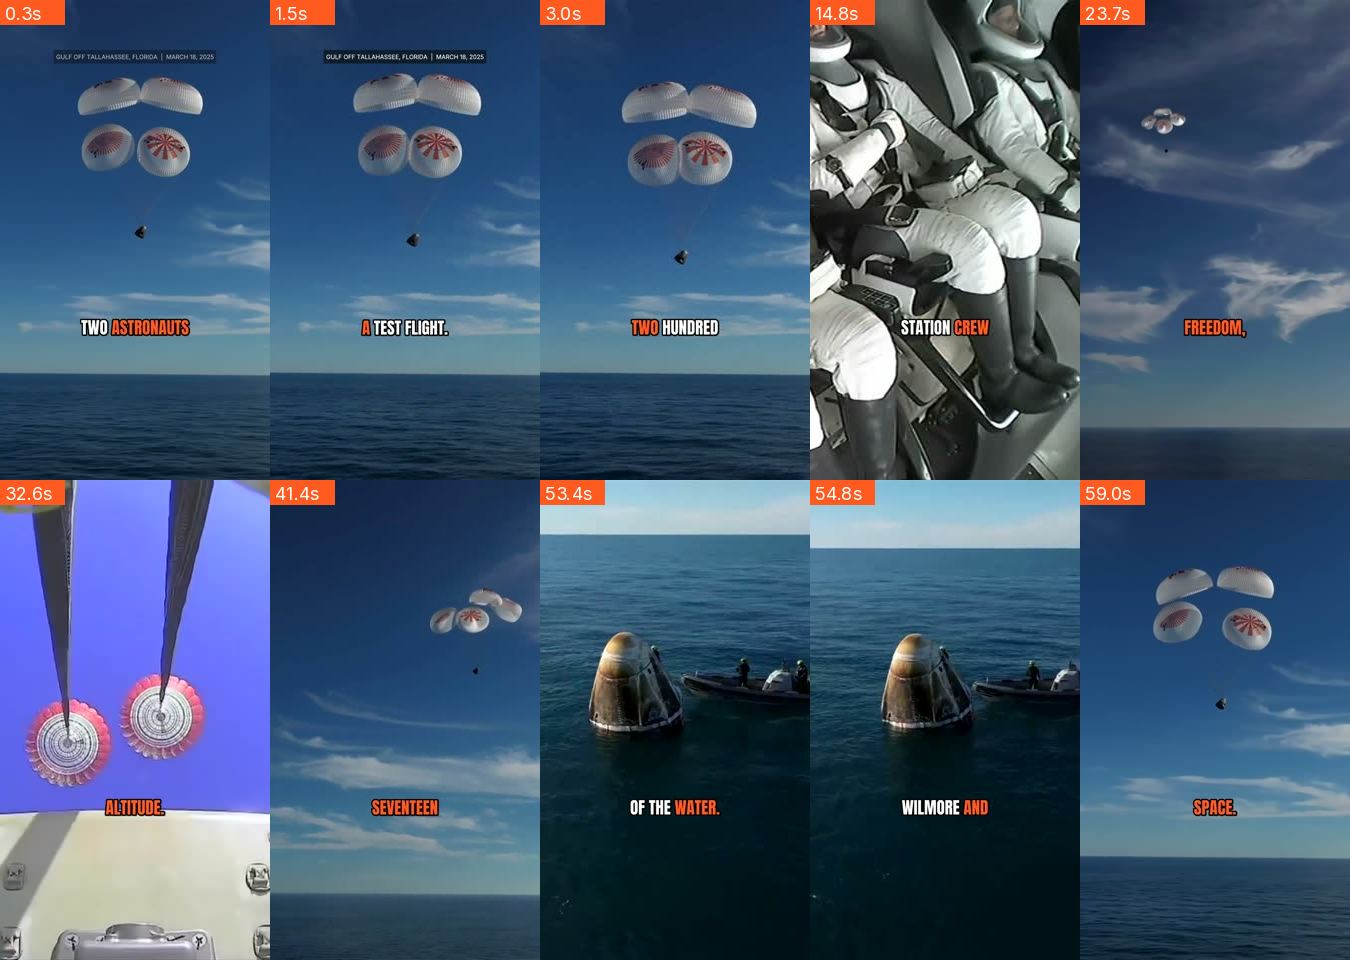 0.3s
GULF OFF TALLAHASSEE, FLORIDA | MARCH 18, 2025
TWO ASTRONAUTS
1.5s
GULF OFF TALLAHASSEE, FLORIDA | MARCH 18, 2025
A TEST FLIGHT.
3.0s
TWO HUNDRED
14.8s
STATION CREW
23.7s
FREEDOM,
32.6s
ALTITUDE.
41.4s
SEVENTEEN
53.4s
OF THE WATER.
54.8s
WILMORE AND
59.0s
SPACE.